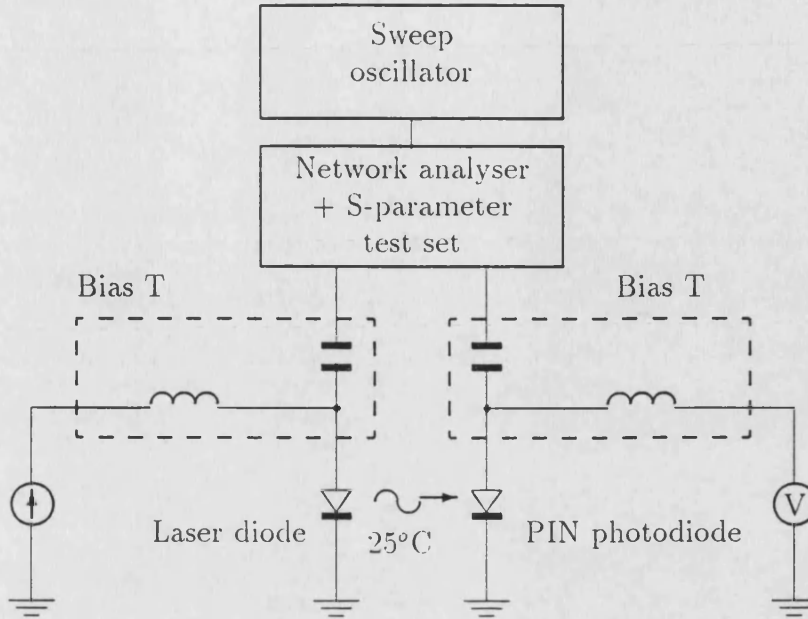 Sweep
oscillator
Network analyser
+ S-parameter
test set
Bias T
Bias T
V
Laser diode
25°C
PIN photodiode